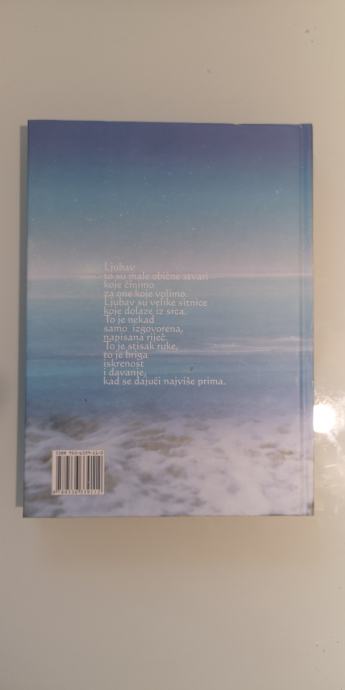 Ljubav
to su male obične stvari
koje činimo
za one koje volimo.
Ljubav su velike sitnice
koje dolaze iz srca.
To je nekad
samo izgovorena,
napisana riječ.
To je stisak ruke,
to je briga
iskrenost
i davanje,
kad se dajući najviše prima.
ISBN